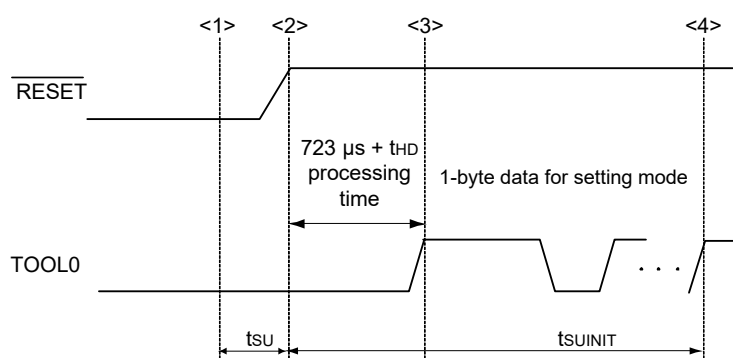 <1> <2> <3> <4>
RESET
723 µs + tHD
processing
time
1-byte data for setting mode
TOOL0
. . .
tSU tSUINIT